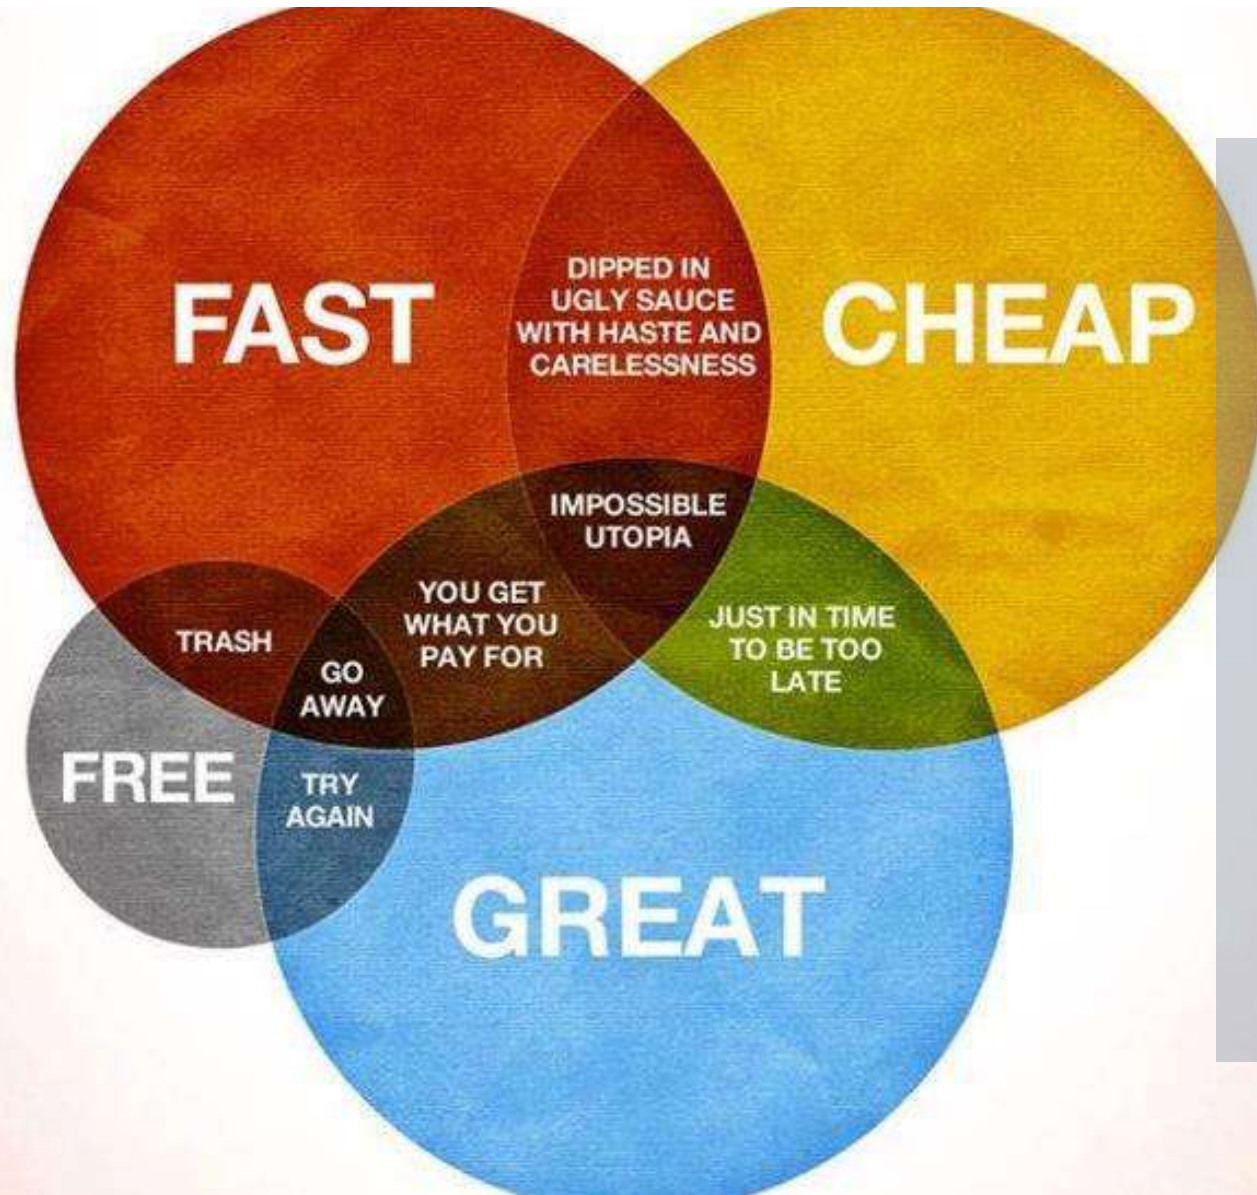 FAST
DIPPED IN
UGLY SAUCE
WITH HASTE AND
CARELESSNESS
CHEAP
IMPOSSIBLE
UTOPIA
YOU GET
WHAT YOU
PAY FOR
JUST IN TIME
TO BE TOO
LATE
TRASH
GO
AWAY
FREE
TRY
AGAIN
GREAT